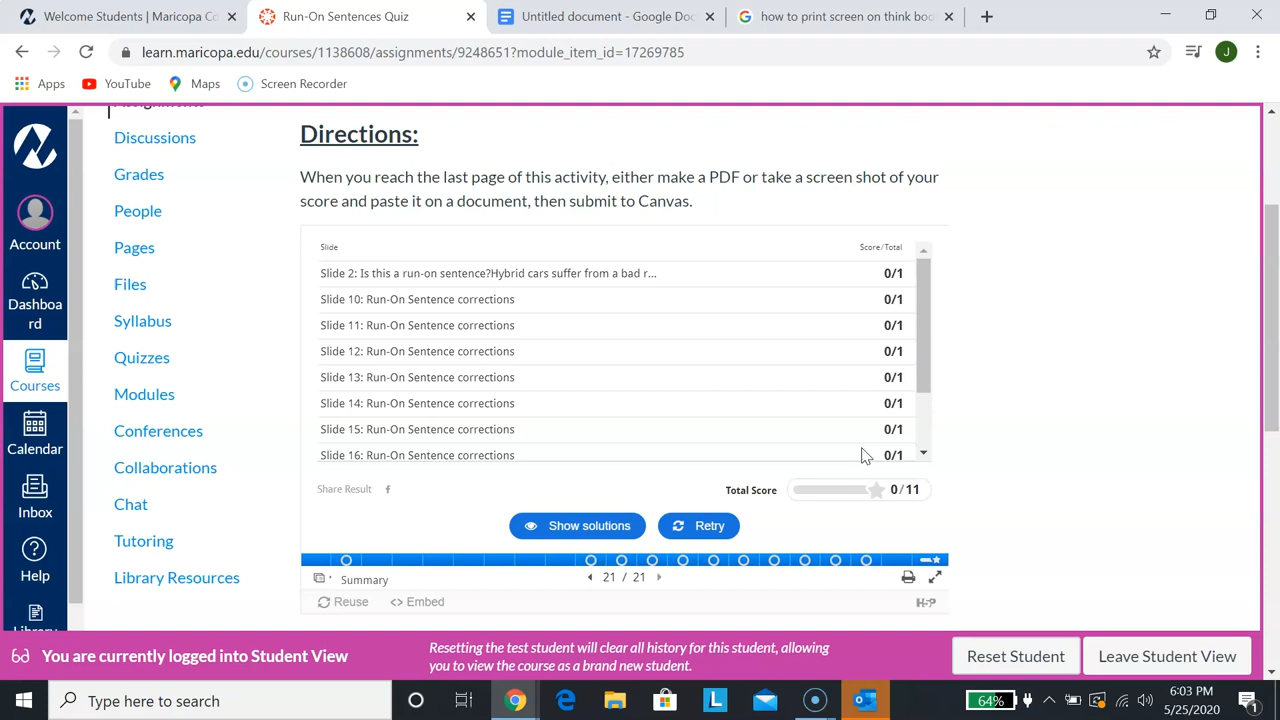 Welcome Students | Maricopa Co
Run-On Sentences Quiz
Untitled document - Google Doc
how to print screen on think boo
learn.maricopa.edu/courses/1138608/assignments/9248651?module_item_id=17269785
J
Apps
YouTube
Maps
Screen Recorder
Account
Dashboa
rd
Courses
Calendar
Inbox
Help
Library
Assignments
Discussions
Grades
People
Pages
Files
Syllabus
Quizzes
Modules
Conferences
Collaborations
Chat
Tutoring
Library Resources
Directions:
When you reach the last page of this activity, either make a PDF or take a screen shot of your
score and paste it on a document, then submit to Canvas.
Slide Score/Total
Slide 2: Is this a run-on sentence?Hybrid cars suffer from a bad r... 0/1
Slide 10: Run-On Sentence corrections 0/1
Slide 11: Run-On Sentence corrections 0/1
Slide 12: Run-On Sentence corrections 0/1
Slide 13: Run-On Sentence corrections 0/1
Slide 14: Run-On Sentence corrections 0/1
Slide 15: Run-On Sentence corrections 0/1
Slide 16: Run-On Sentence corrections 0/1
Share Result
Total Score 0/11
Show solutions
Retry
Summary
21 / 21
Reuse
<> Embed
H-P
You are currently logged into Student View
Resetting the test student will clear all history for this student, allowing
you to view the course as a brand new student.
Reset Student
Leave Student View
Type here to search
L
64%
6:03 PM
5/25/2020
1